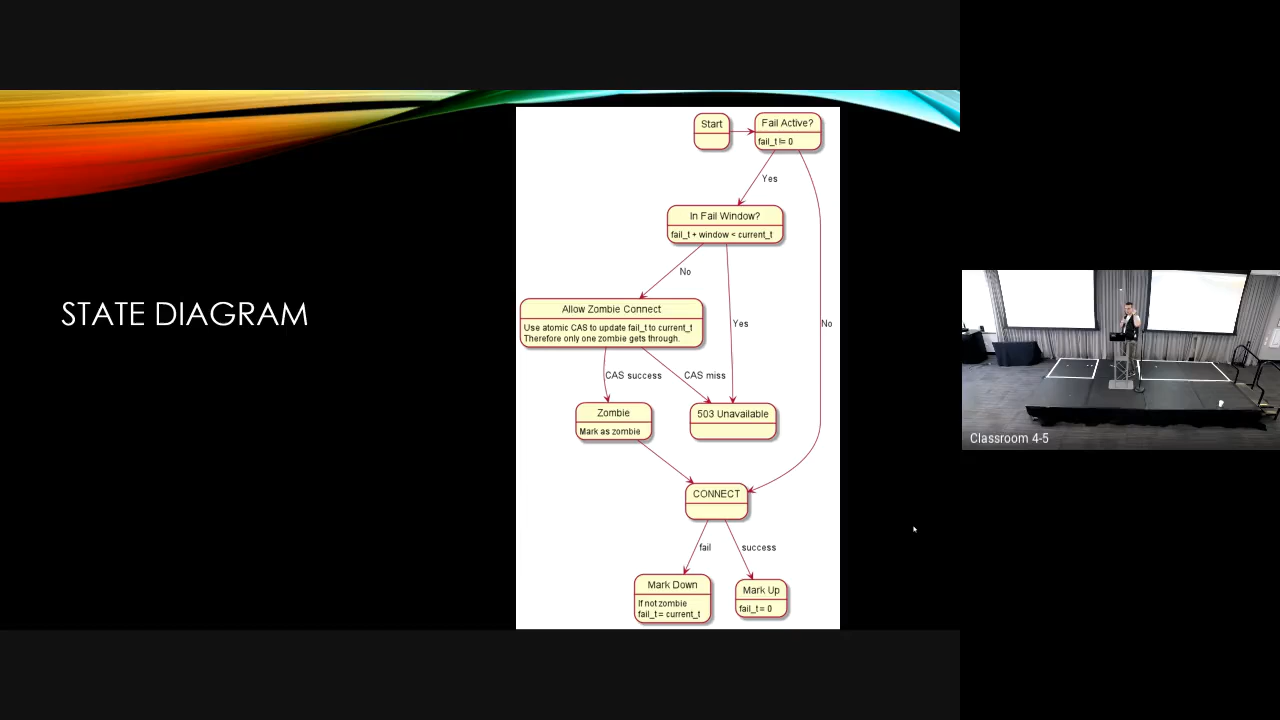 STATE DIAGRAM
Start
Fail Active?
fail_t != 0
Yes
In Fail Window?
fail_t + window < current_t
No
Allow Zombie Connect
Use atomic CAS to update fail_t to current_t
Therefore only one zombie gets through.
Yes
No
CAS success
CAS miss
Zombie
Mark as zombie
503 Unavailable
CONNECT
fail
success
Mark Down
If not zombie
fail_t = current_t
Mark Up
fail_t = 0
Classroom 4-5